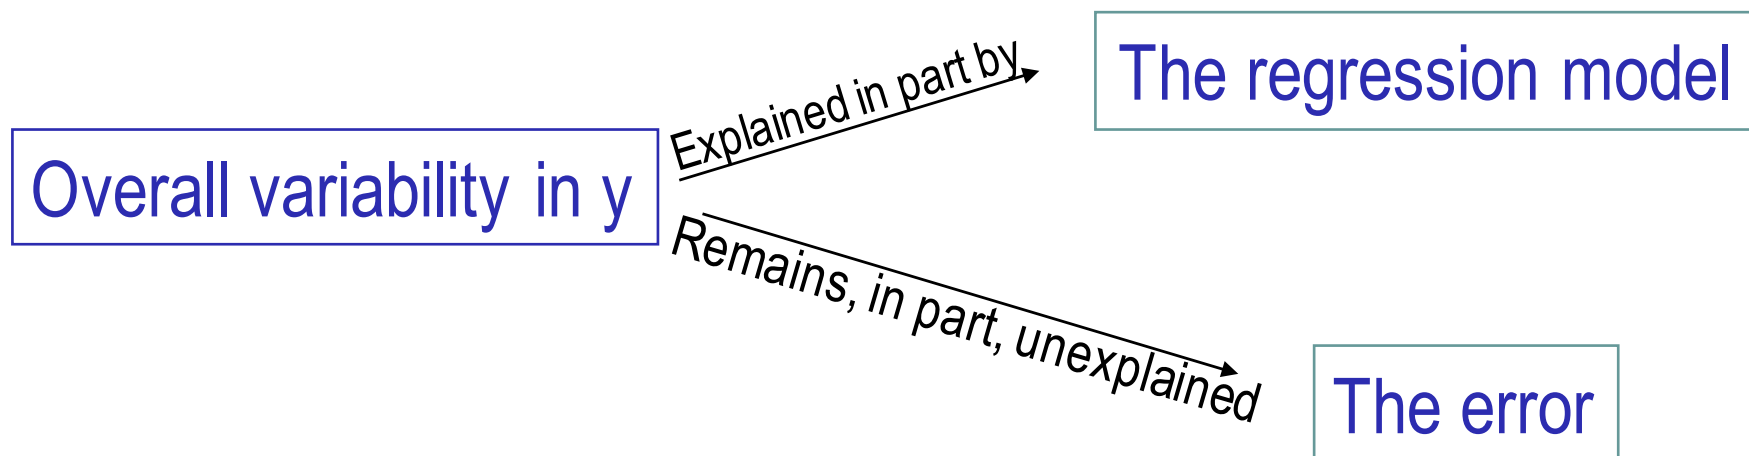 Explained in part by
The regression model
Overall variability in y
Remains, in part, unexplained
The error